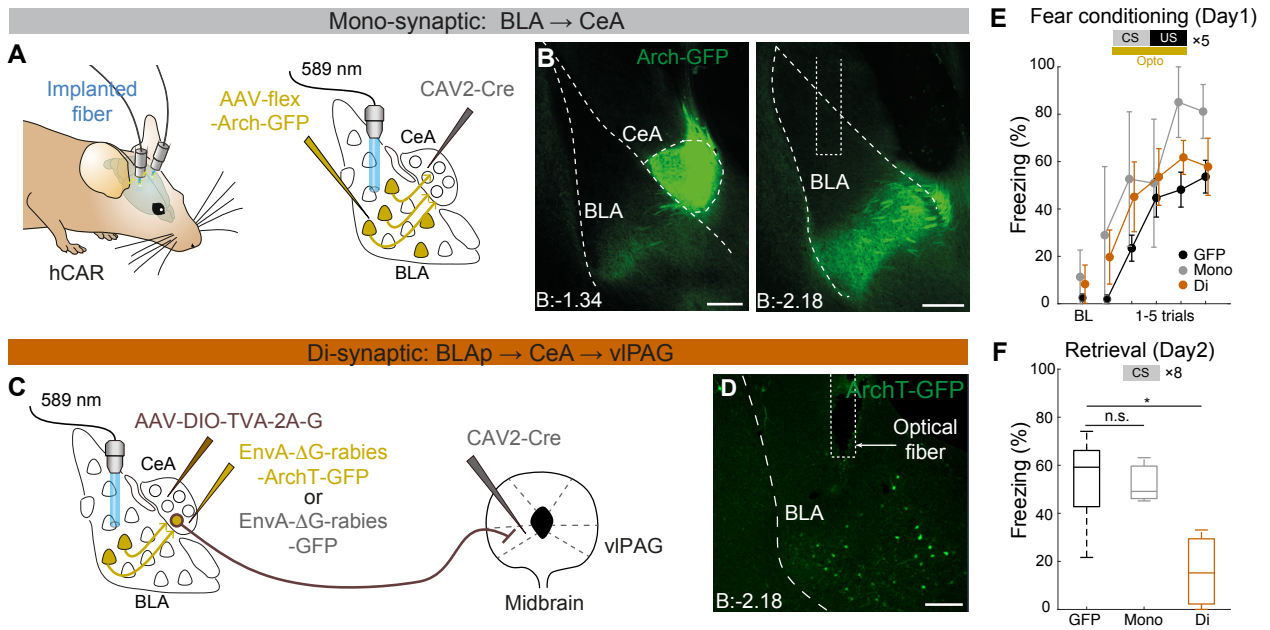 Mono-synaptic: BLA → CeA
A
Implanted
fiber
hCAR
589 nm
AAV-flex
-Arch-GFP
CAV2-Cre
CeA
BLA
B
Arch-GFP
CeA
BLA
B:-1.34
BLA
B:-2.18
Di-synaptic: BLAp → CeA → vlPAG
C
589 nm
AAV-DIO-TVA-2A-G
CeA
EnvA-ΔG-rabies
-ArchT-GFP
or
EnvA-ΔG-rabies
-GFP
BLA
CAV2-Cre
vlPAG
Midbrain
D
ArchT-GFP
Optical
fiber
BLA
B:-2.18
E
Fear conditioning (Day1)
CS US ×5
Opto
Freezing (%)
100
80
60
40
20
0
GFP
Mono
Di
BL 1-5 trials
F
Retrieval (Day2)
CS ×8
Freezing (%)
100
80
60
40
20
0
*
n.s.
GFP Mono Di